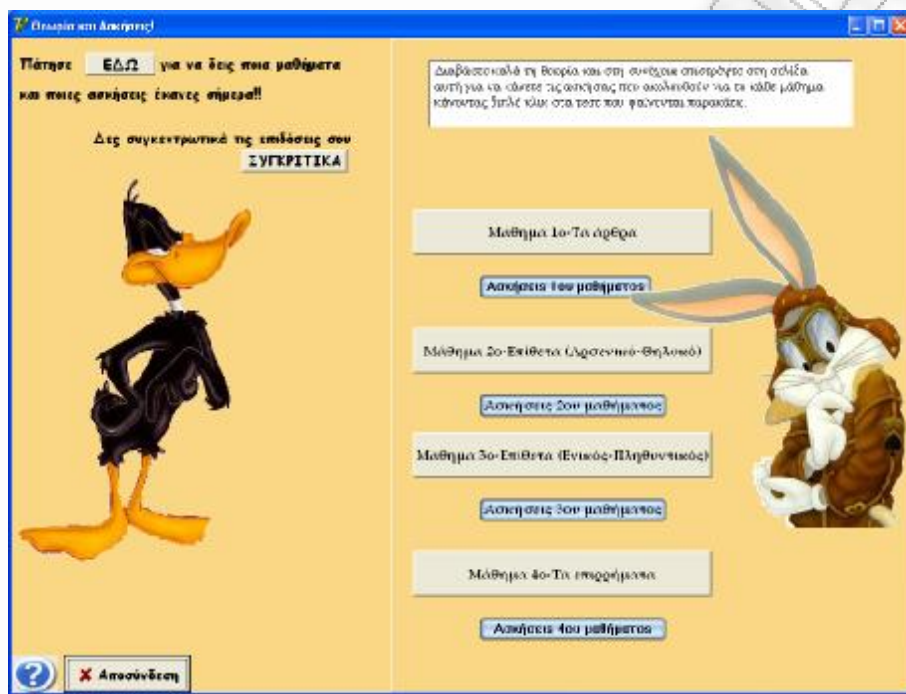 Θεωρία και Ασκήσεις!
Πάτησε ΕΔΩ για να δεις ποια μαθήματα
και ποιες ασκήσεις έκανες σήμερα!!
Δες συγκεντρωτικά τις επιδόσεις σου
ΣΥΓΚΡΙΤΙΚΑ
Διαβάστε καλά τη θεωρία και στη συνέχεια επιστρέψτε στη σελίδα
αυτή για να κάνετε τις ασκήσεις που ακολουθούν για το κάθε μάθημα
κάνοντας διπλό κλικ στα τεστ που φαίνονται παρακάτω.
Μάθημα 1ο-Τα άρθρα
Ασκήσεις 1ου μαθήματος
Μάθημα 2ο-Επίθετα (Αρσενικό-Θηλυκό)
Ασκήσεις 2ου μαθήματος
Μάθημα 3ο-Επίθετα (Ενικός-Πληθυντικός)
Ασκήσεις 3ου μαθήματος
Μάθημα 4ο-Τα επιρρήματα
Ασκήσεις 4ου μαθήματος
? Αποσύνδεση